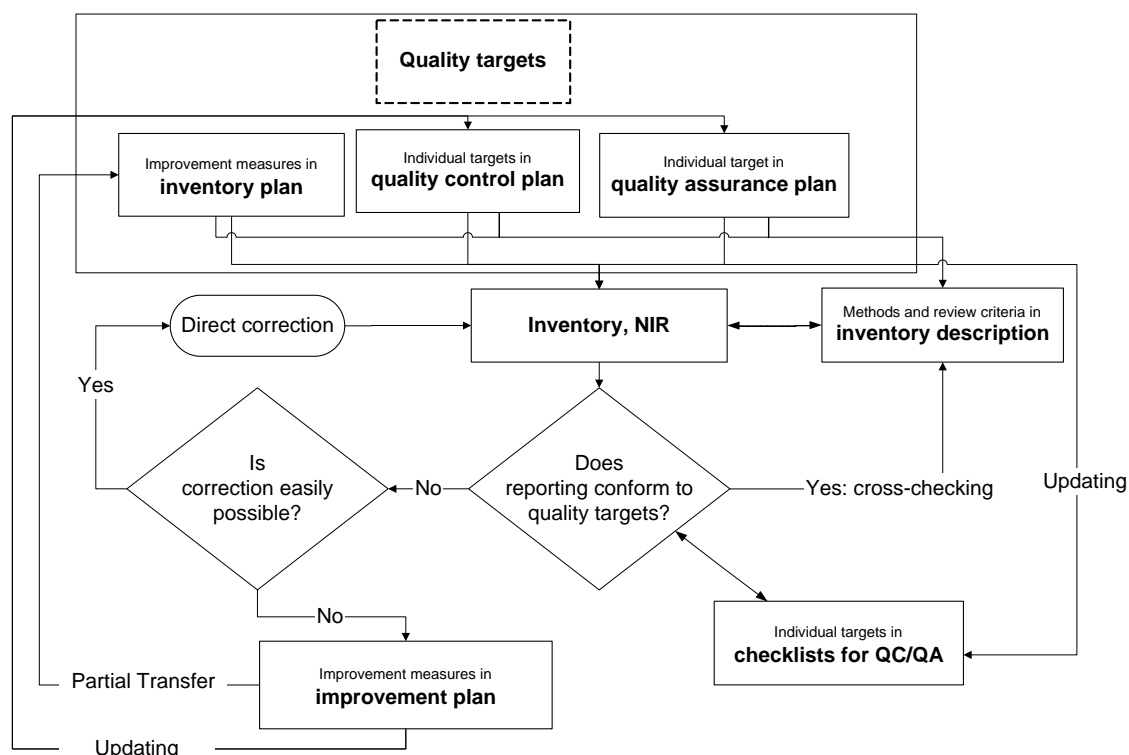 Quality targets
Improvement measures in
inventory plan
Individual targets in
quality control plan
Individual target in
quality assurance plan
Direct correction
Inventory, NIR
Methods and review criteria in
inventory description
Yes
Is
correction easily
possible?
No
Does
reporting conform to
quality targets?
Yes: cross-checking
Updating
No
Individual targets in
checklists for QC/QA
Partial Transfer
Improvement measures in
improvement plan
Updating